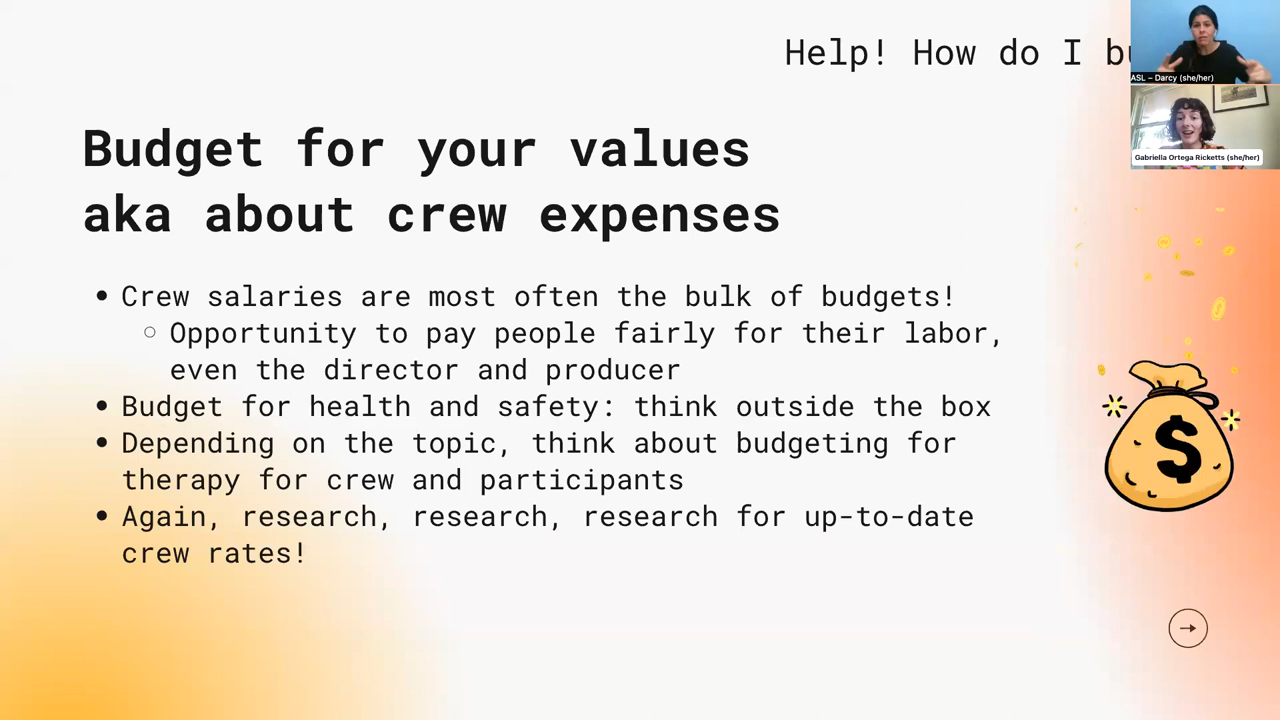 Help! How do I
ASL – Darcy (she/her)
Gabriella Ortega Ricketts (she/her)
Budget for your values
aka about crew expenses
• Crew salaries are most often the bulk of budgets!
○ Opportunity to pay people fairly for their labor,
even the director and producer
• Budget for health and safety: think outside the box
• Depending on the topic, think about budgeting for
therapy for crew and participants
• Again, research, research, research for up-to-date
crew rates!
$